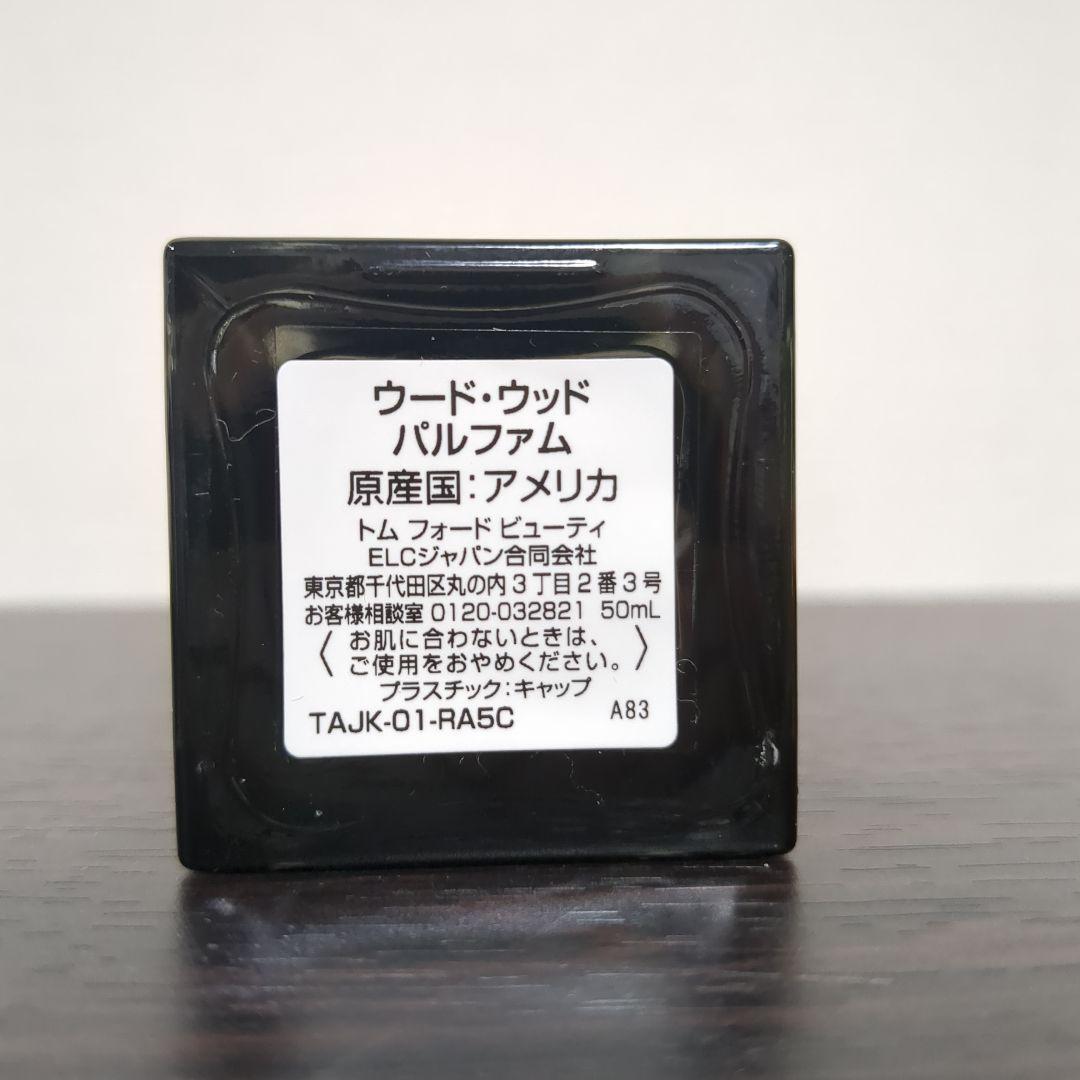 ウード・ウッド
パルファム
原産国：アメリカ
トム フォード ビューティ
ELCジャパン合同会社
東京都千代田区丸の内3丁目2番3号
お客様相談室 0120-032821 50mL
〈お肌に合わないときは、
ご使用をおやめください。〉
プラスチック：キャップ
TAJK-01-RA5C A83